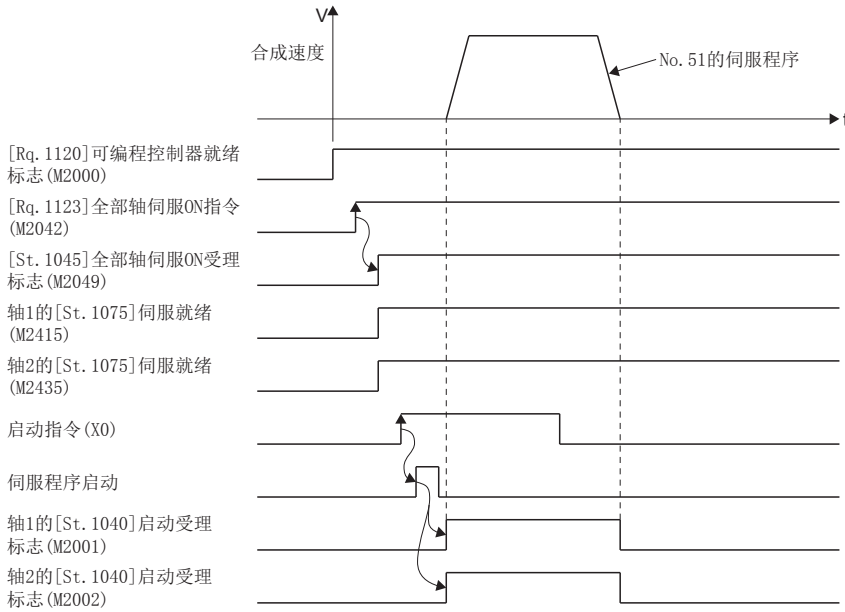 V
合成速度
No.51的伺服程序
t
[Rq.1120]可编程控制器就绪
标志(M2000)
[Rq.1123]全部轴伺服ON指令
(M2042)
[St.1045]全部轴伺服ON受理
标志(M2049)
轴1的[St.1075]伺服就绪
(M2415)
轴2的[St.1075]伺服就绪
(M2435)
启动指令(X0)
伺服程序启动
轴1的[St.1040]启动受理
标志(M2001)
轴2的[St.1040]启动受理
标志(M2002)